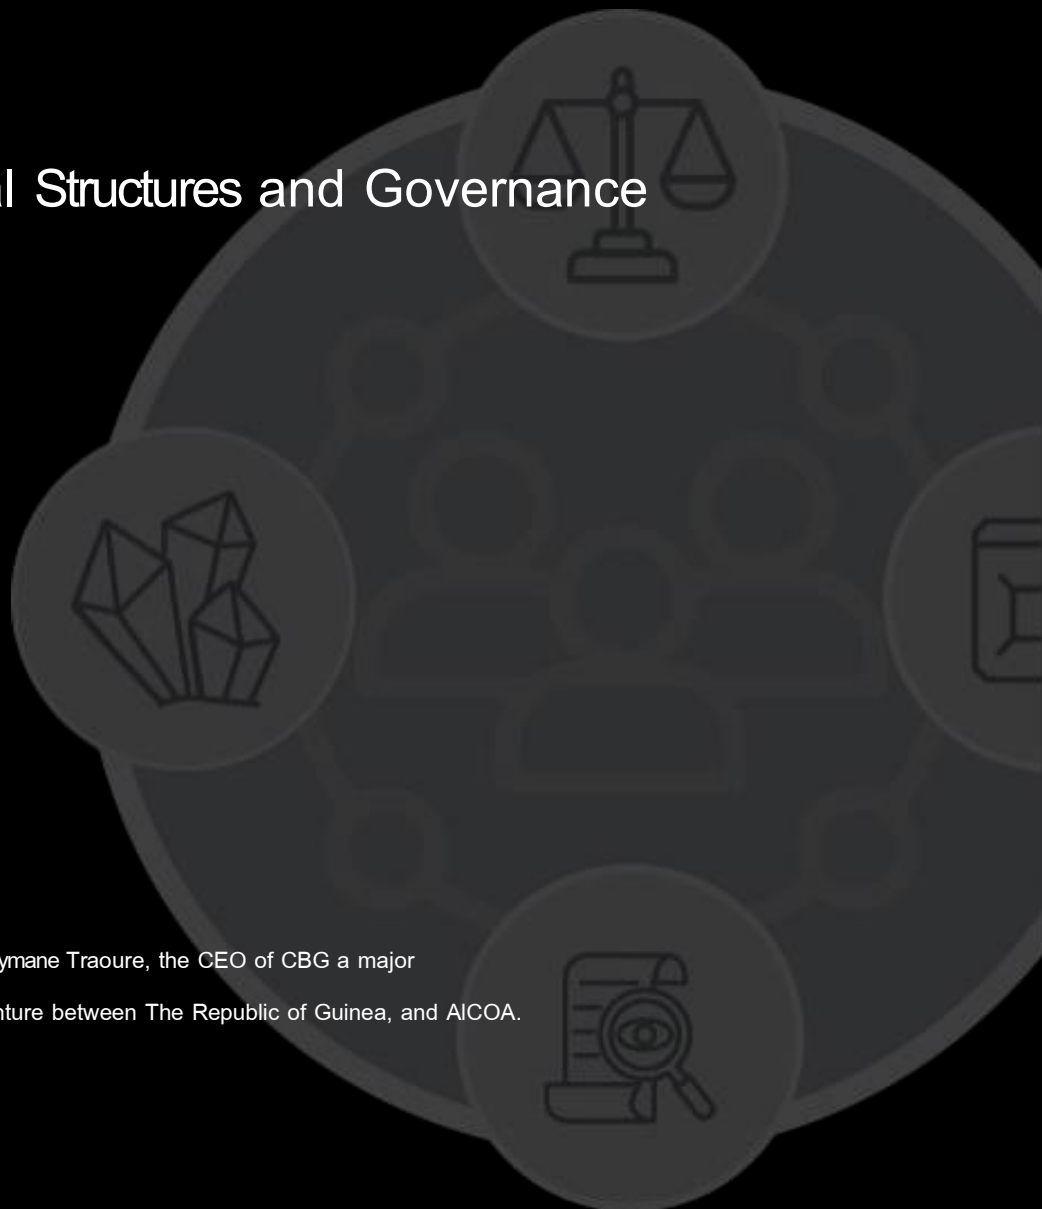 l Structures and Governance
ymane Traoure, the CEO of CBG a major
nture between The Republic of Guinea, and AICOA.